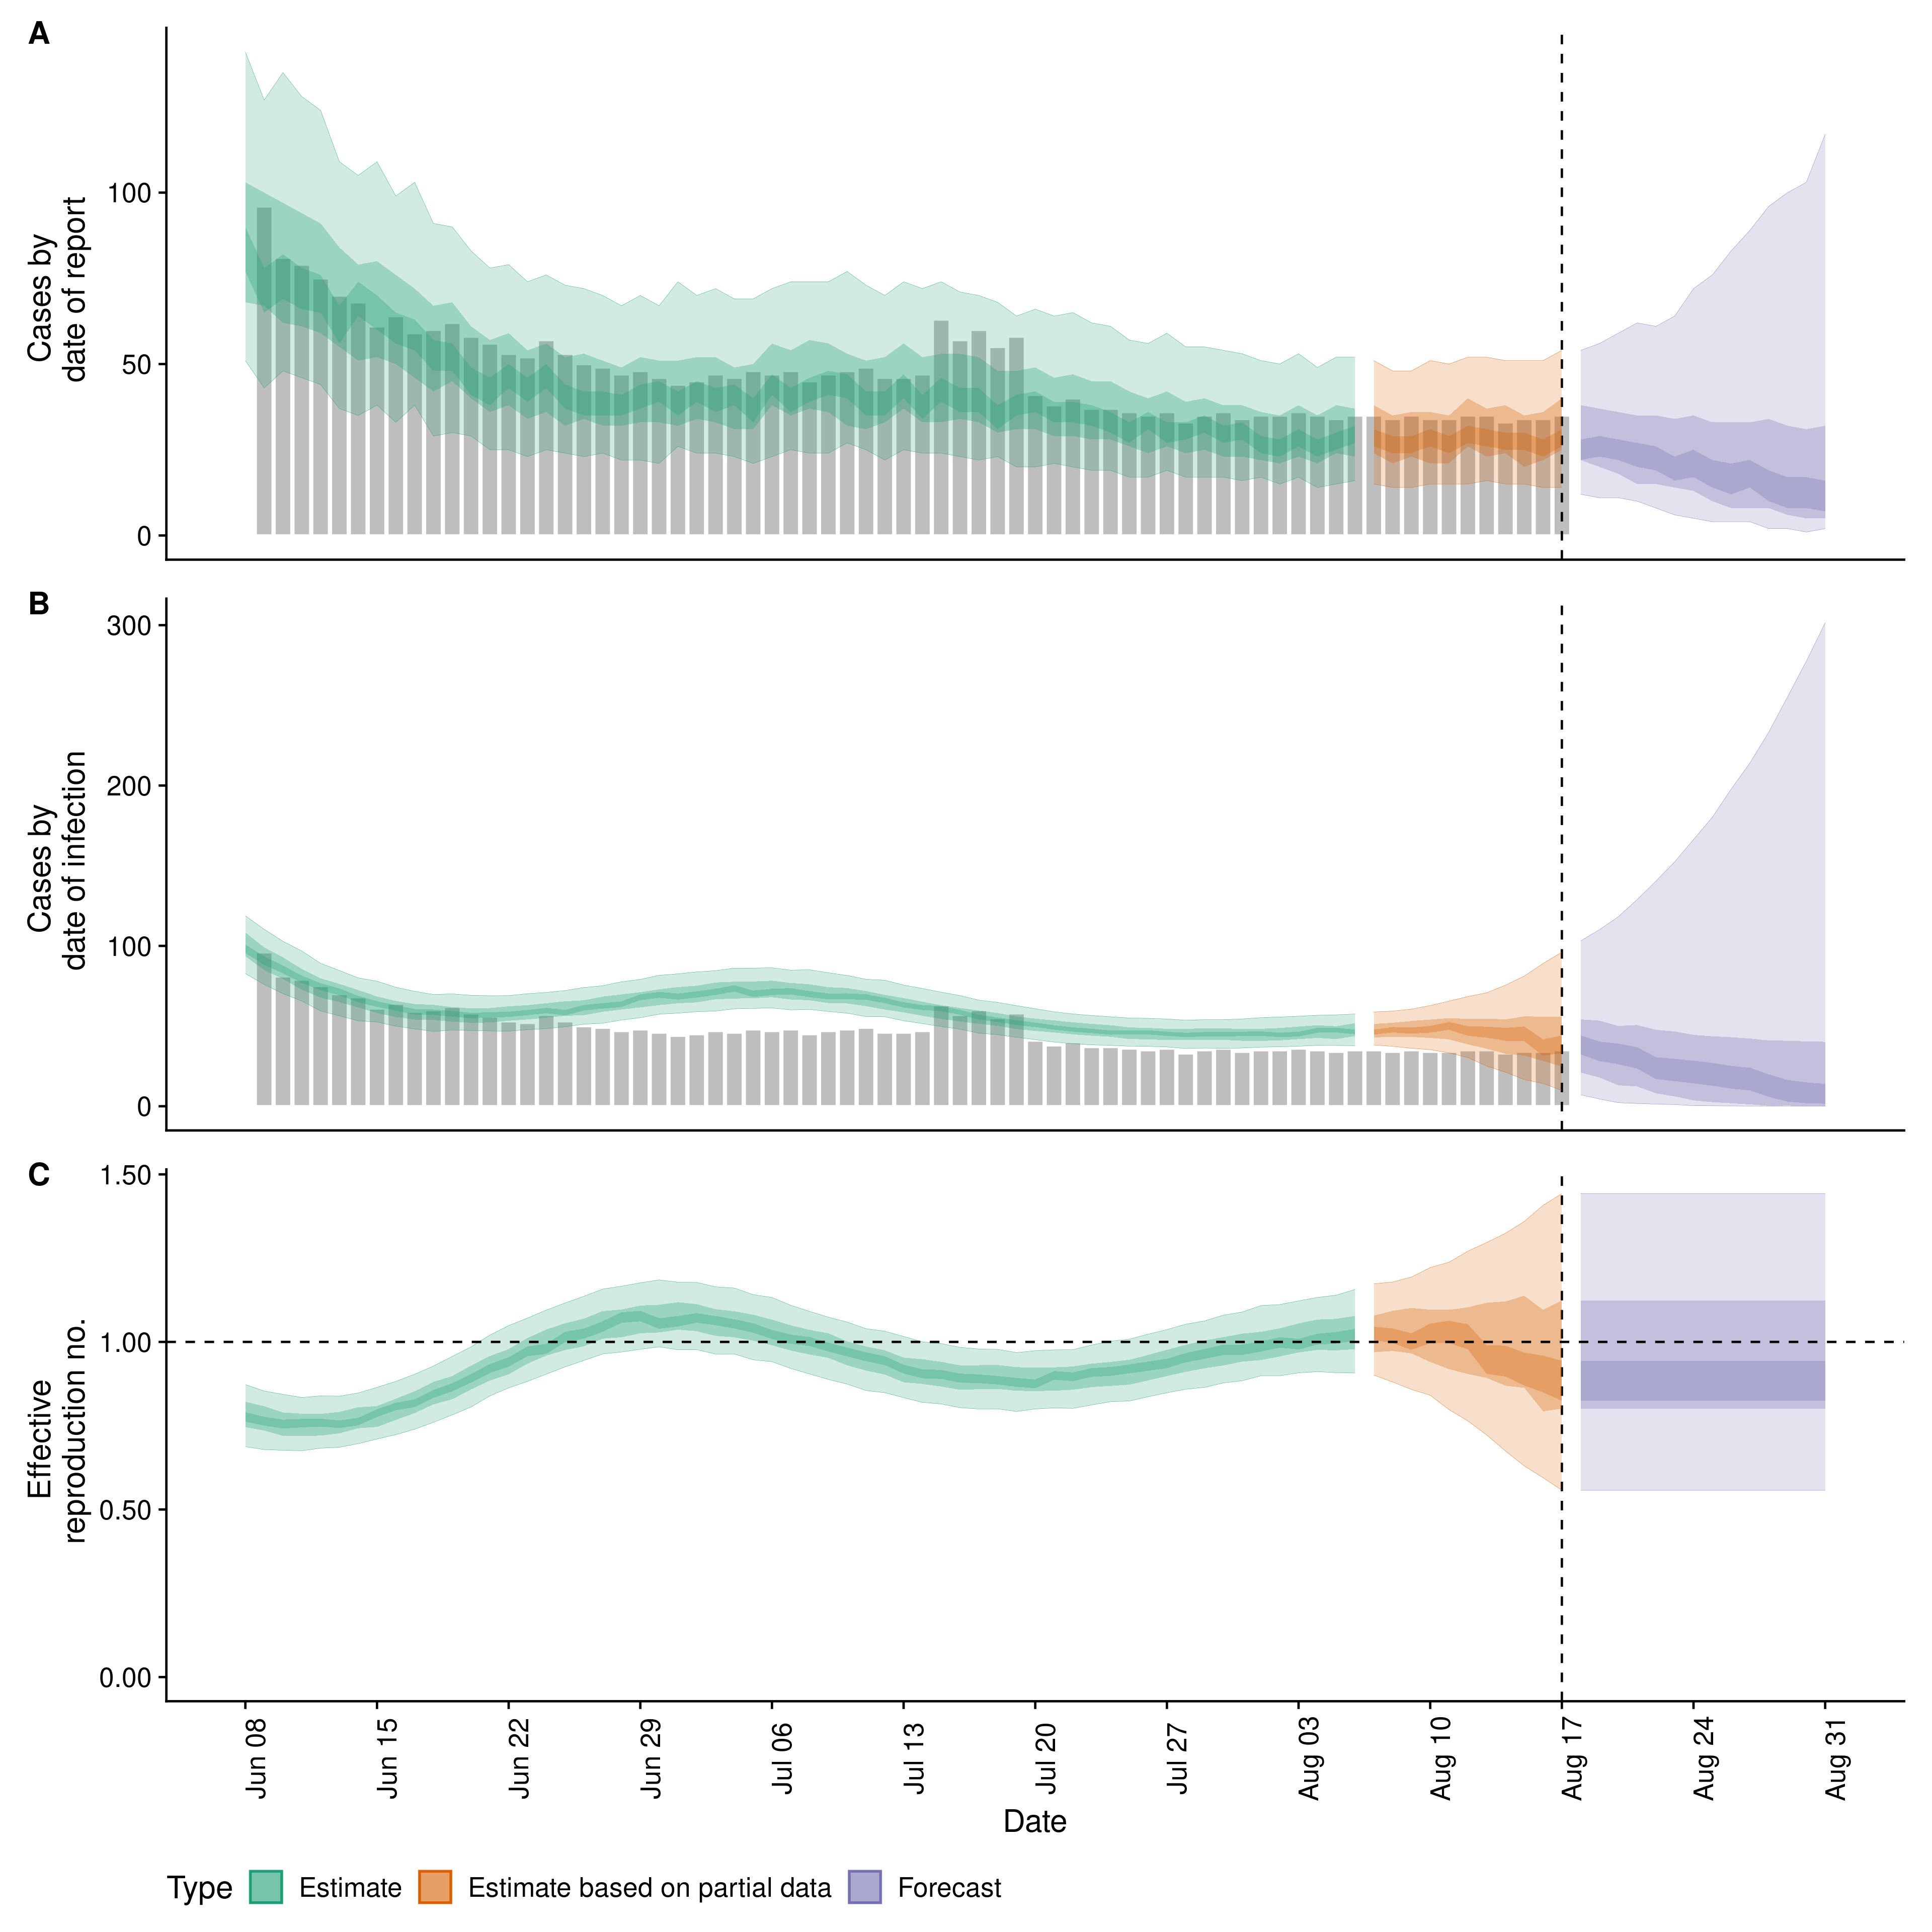 A
Cases by
date of report
100
50
0
B
Cases by
date of infection
300
200
100
0
C
Effective
reproduction no.
1.50
1.00
0.50
0.00
Jun 08
Jun 15
Jun 22
Jun 29
Jul 06
Jul 13
Jul 20
Jul 27
Aug 03
Aug 10
Aug 17
Aug 24
Aug 31
Date
Type Estimate Estimate based on partial data Forecast